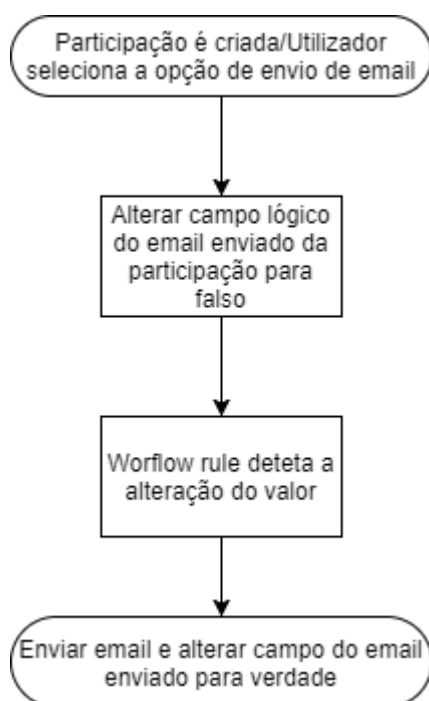 Participação é criada/Utilizador
seleciona a opção de envio de email
Alterar campo lógico
do email enviado da
participação para
falso
Worflow rule deteta a
alteração do valor
Enviar email e alterar campo do email
enviado para verdade